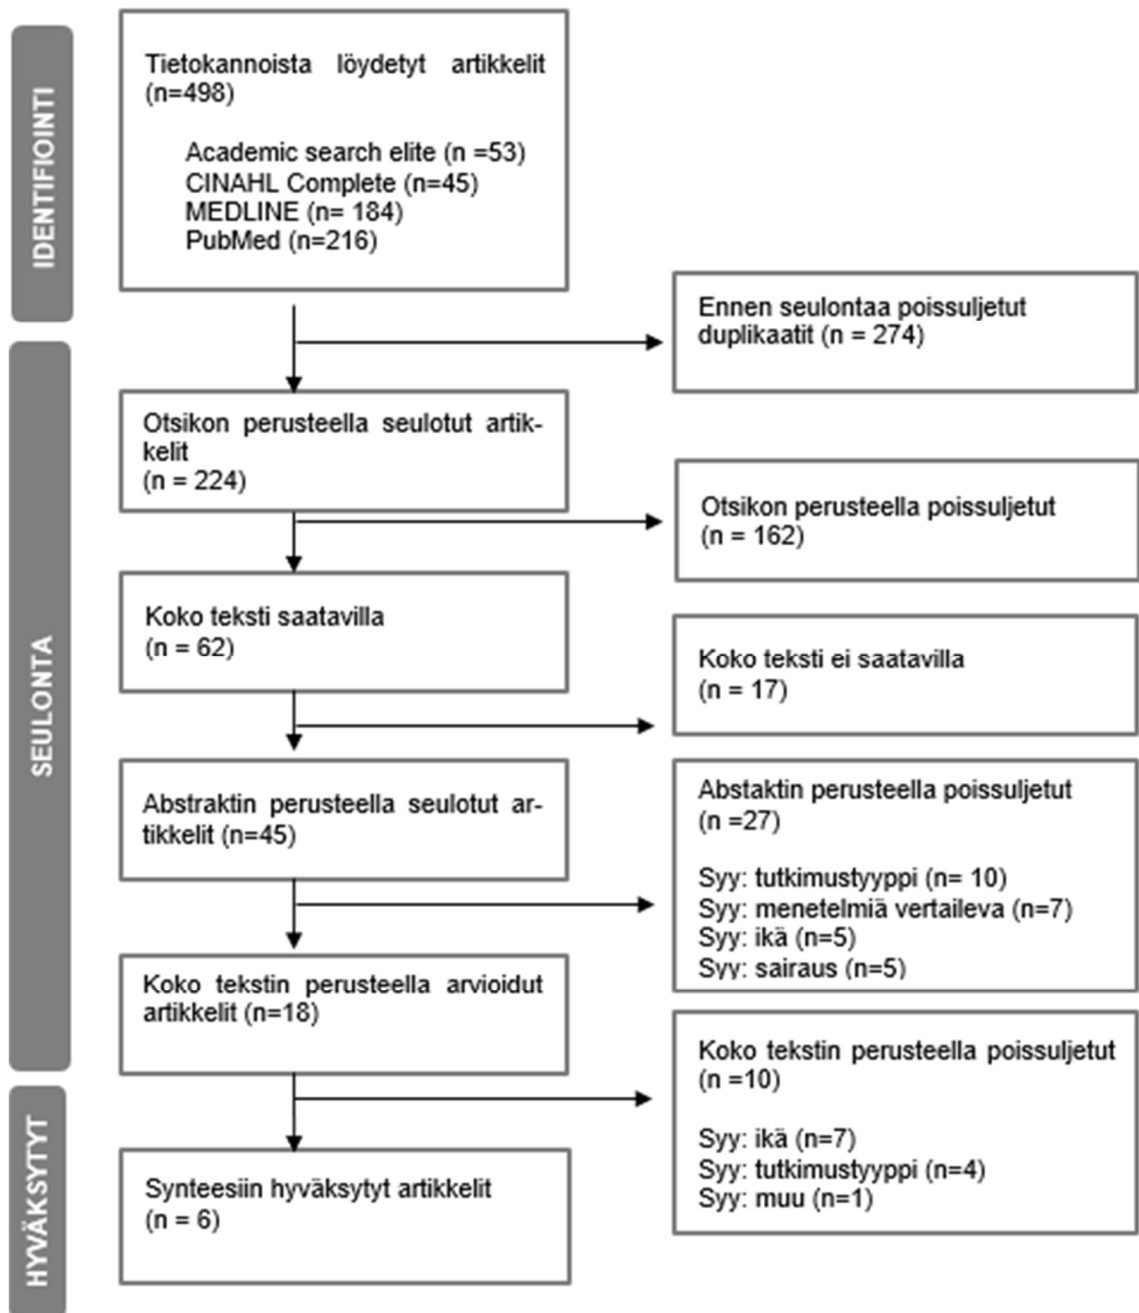 IDENTIFIOINTI
Tietokannoista löydetyt artikkelit
(n=498)
Academic search elite (n =53)
CINAHL Complete (n=45)
MEDLINE (n= 184)
PubMed (n=216)
Ennen seulontaa poissuljetut
duplikaatit (n = 274)
SEULONTA
Otsikon perusteella seulotut artik-
kelit
(n = 224)
Otsikon perusteella poissuljetut
(n = 162)
Koko teksti saatavilla
(n = 62)
Koko teksti ei saatavilla
(n = 17)
Abstraktin perusteella seulotut ar-
tikkelit (n=45)
Abstaktin perusteella poissuljetut
(n =27)
Syy: tutkimustyyppi (n= 10)
Syy: menetelmiä vertaileva (n=7)
Syy: ikä (n=5)
Syy: sairaus (n=5)
Koko tekstin perusteella arvioidut
artikkelit (n=18)
Koko tekstin perusteella poissuljetut
(n =10)
Syy: ikä (n=7)
Syy: tutkimustyyppi (n=4)
Syy: muu (n=1)
HYVÄKSYTYT
Synteesiin hyväksytyt artikkelit
(n = 6)